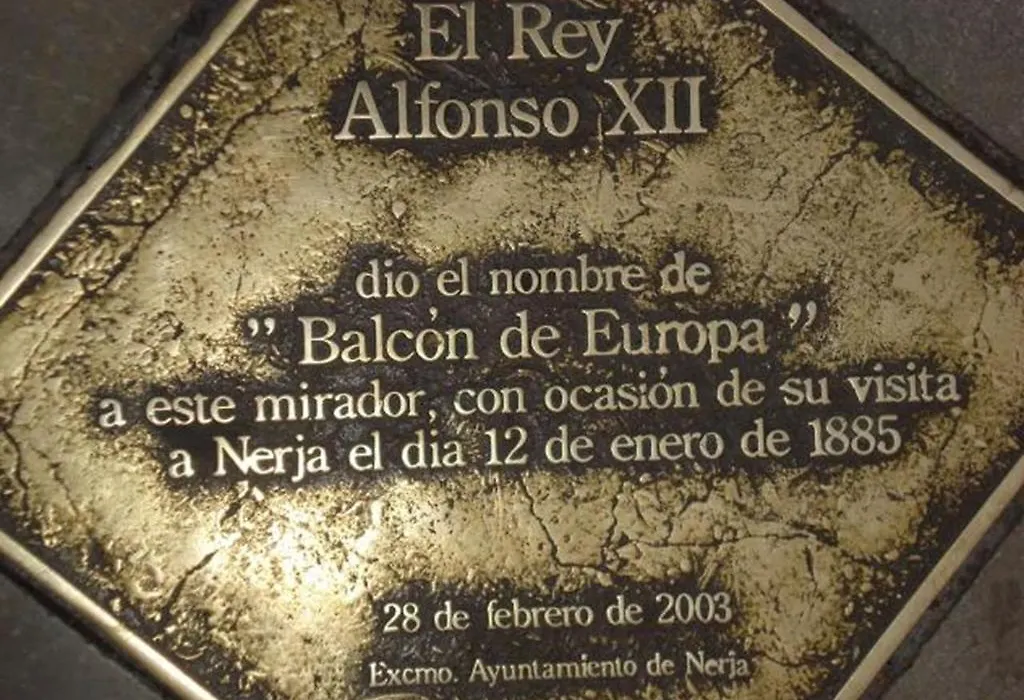 El Rey
Alfonso XII
dio el nombre de
” Balcón de Europa ”
a este mirador, con ocasión de su visita
a Nerja el dia 12 de enero de 1885
28 de febrero de 2003
Excmo. Ayuntamiento de Nerja